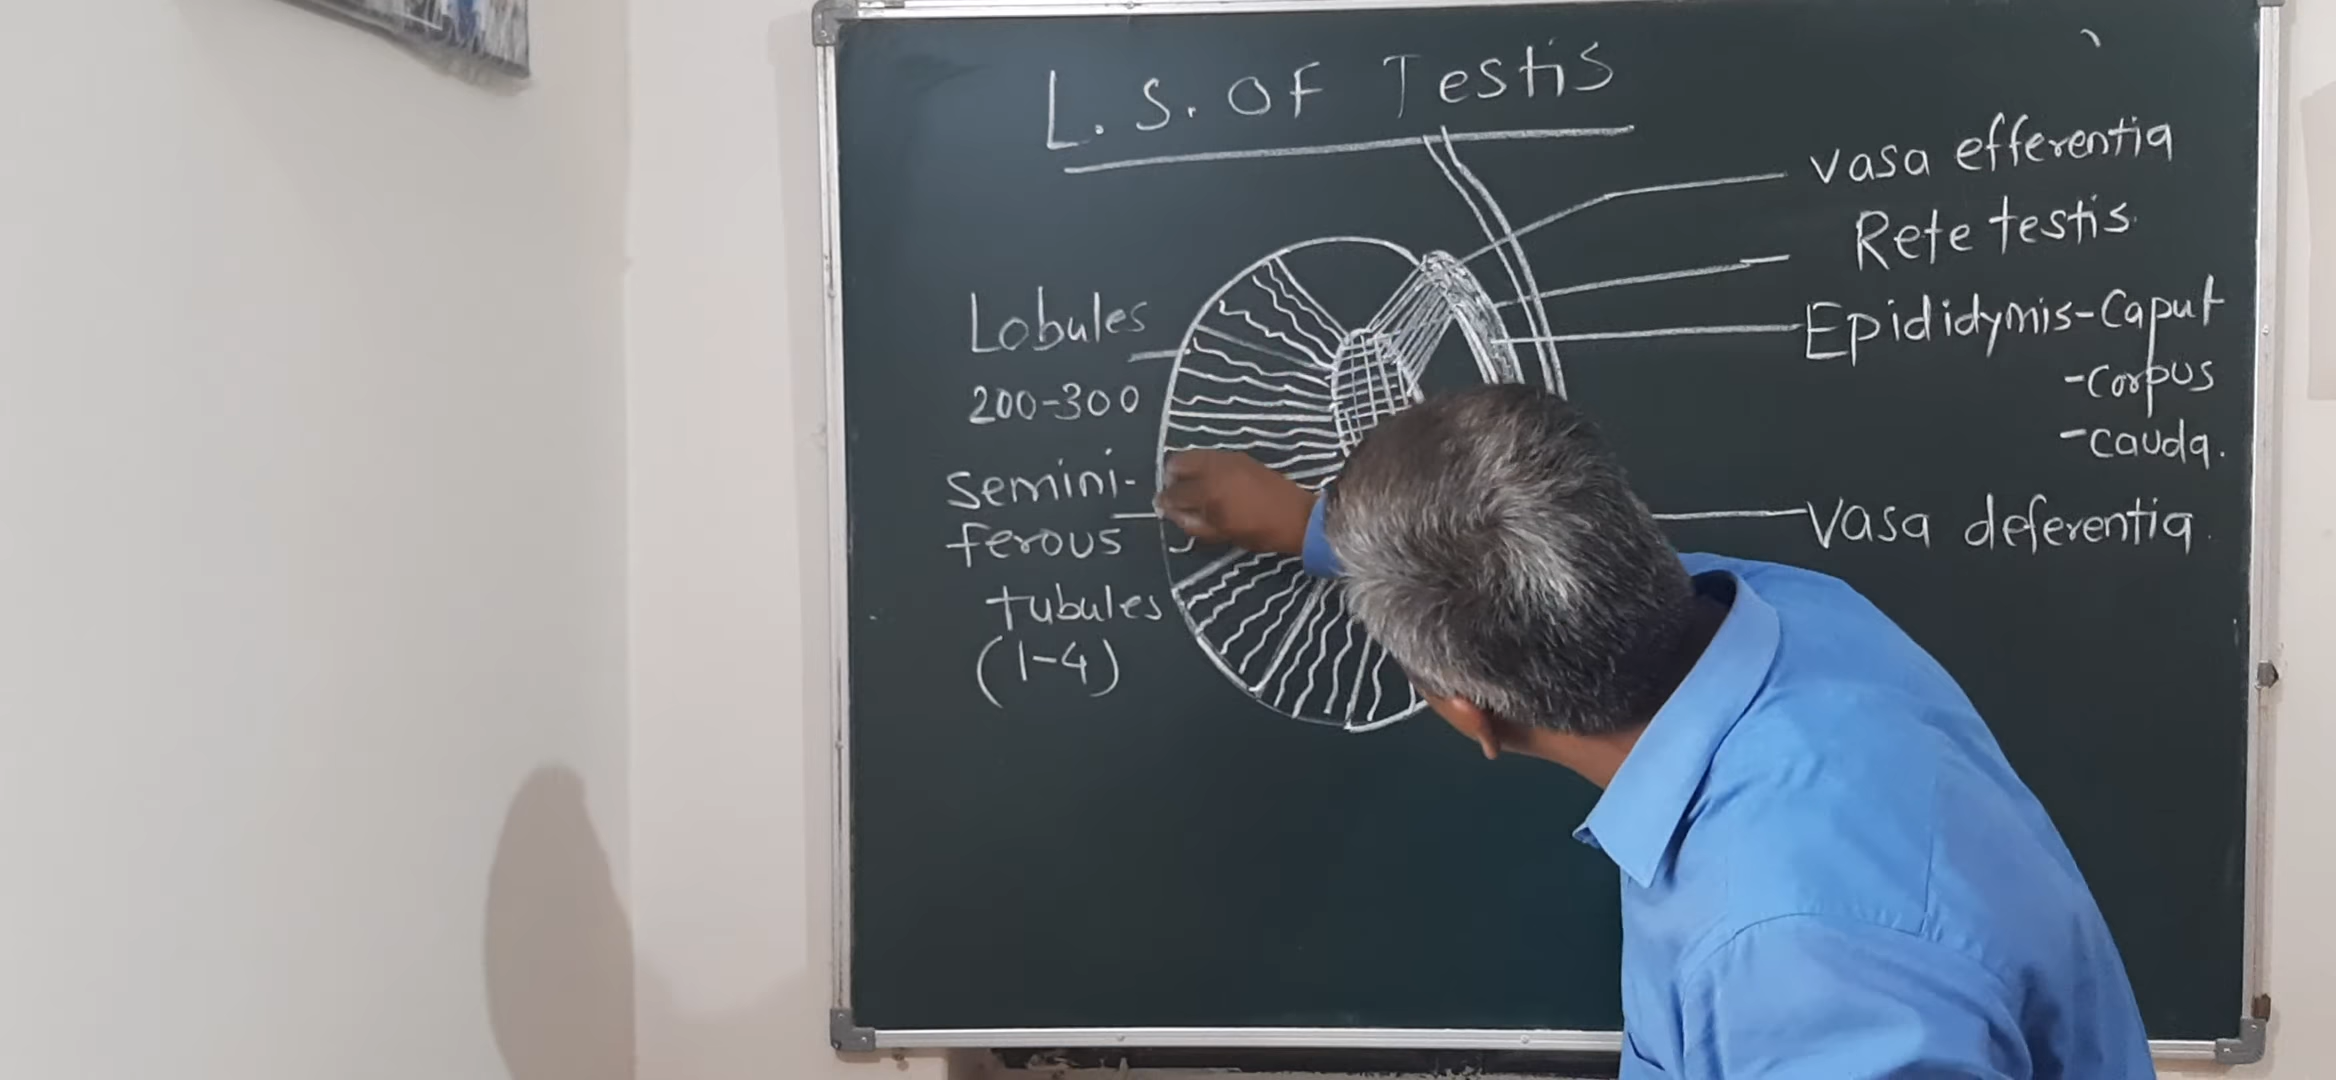 L.S. OF Testis
Lobules
200-300
Semini-
ferous
tubules
(1-4)
Vasa efferentia
Rete testis
Epididymis-Caput
-Corpus
-Cauda.
Vasa deferentia